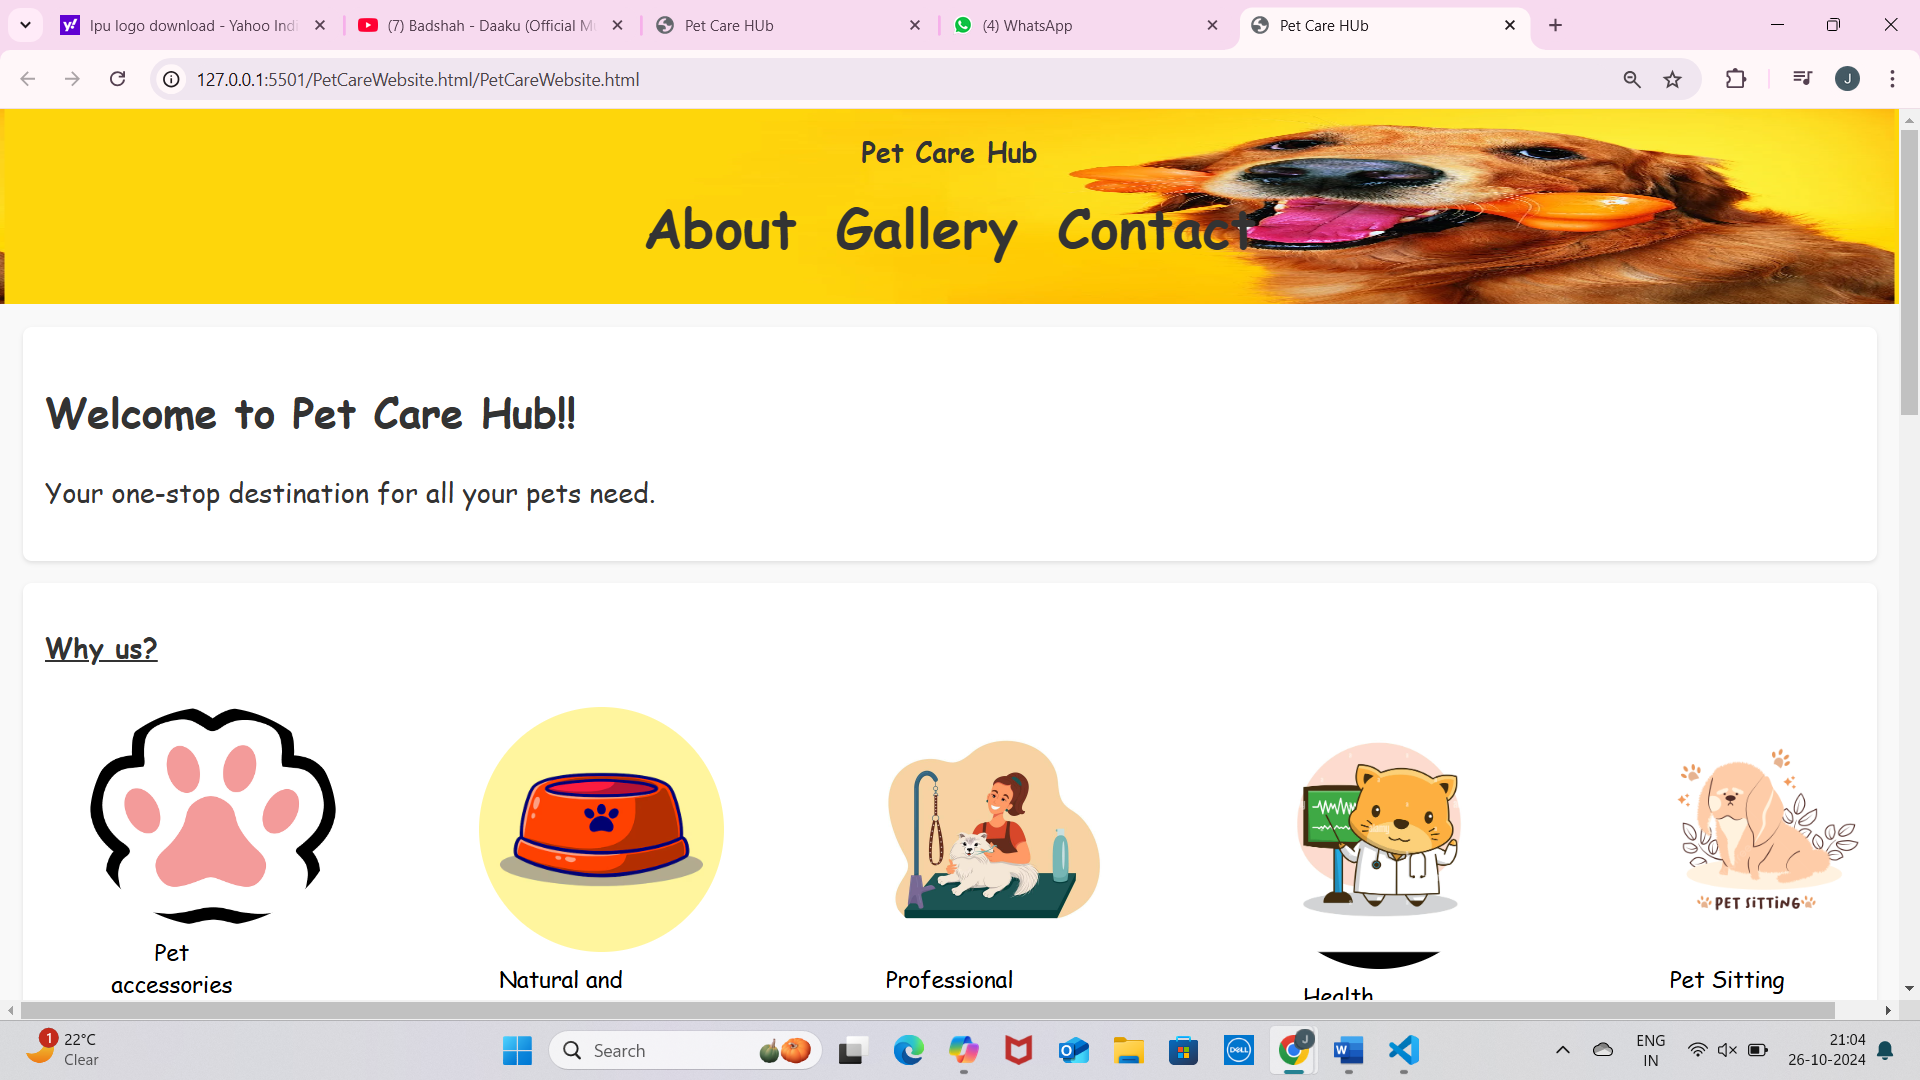 Ipu logo download - Yahoo Indi
(7) Badshah - Daaku (Official Mu
Pet Care HUb
(4) WhatsApp
Pet Care HUb
127.0.0.1:5501/PetCareWebsite.html/PetCareWebsite.html
J
Pet Care Hub
About Gallery Contact
Welcome to Pet Care Hub!!
Your one-stop destination for all your pets need.
Why us?
PET SITTING
Pet
accessories
Natural and
Professional
Health
Pet Sitting
1
22°C
Clear
Search
DELL
J
ENG
IN
21:04
26-10-2024